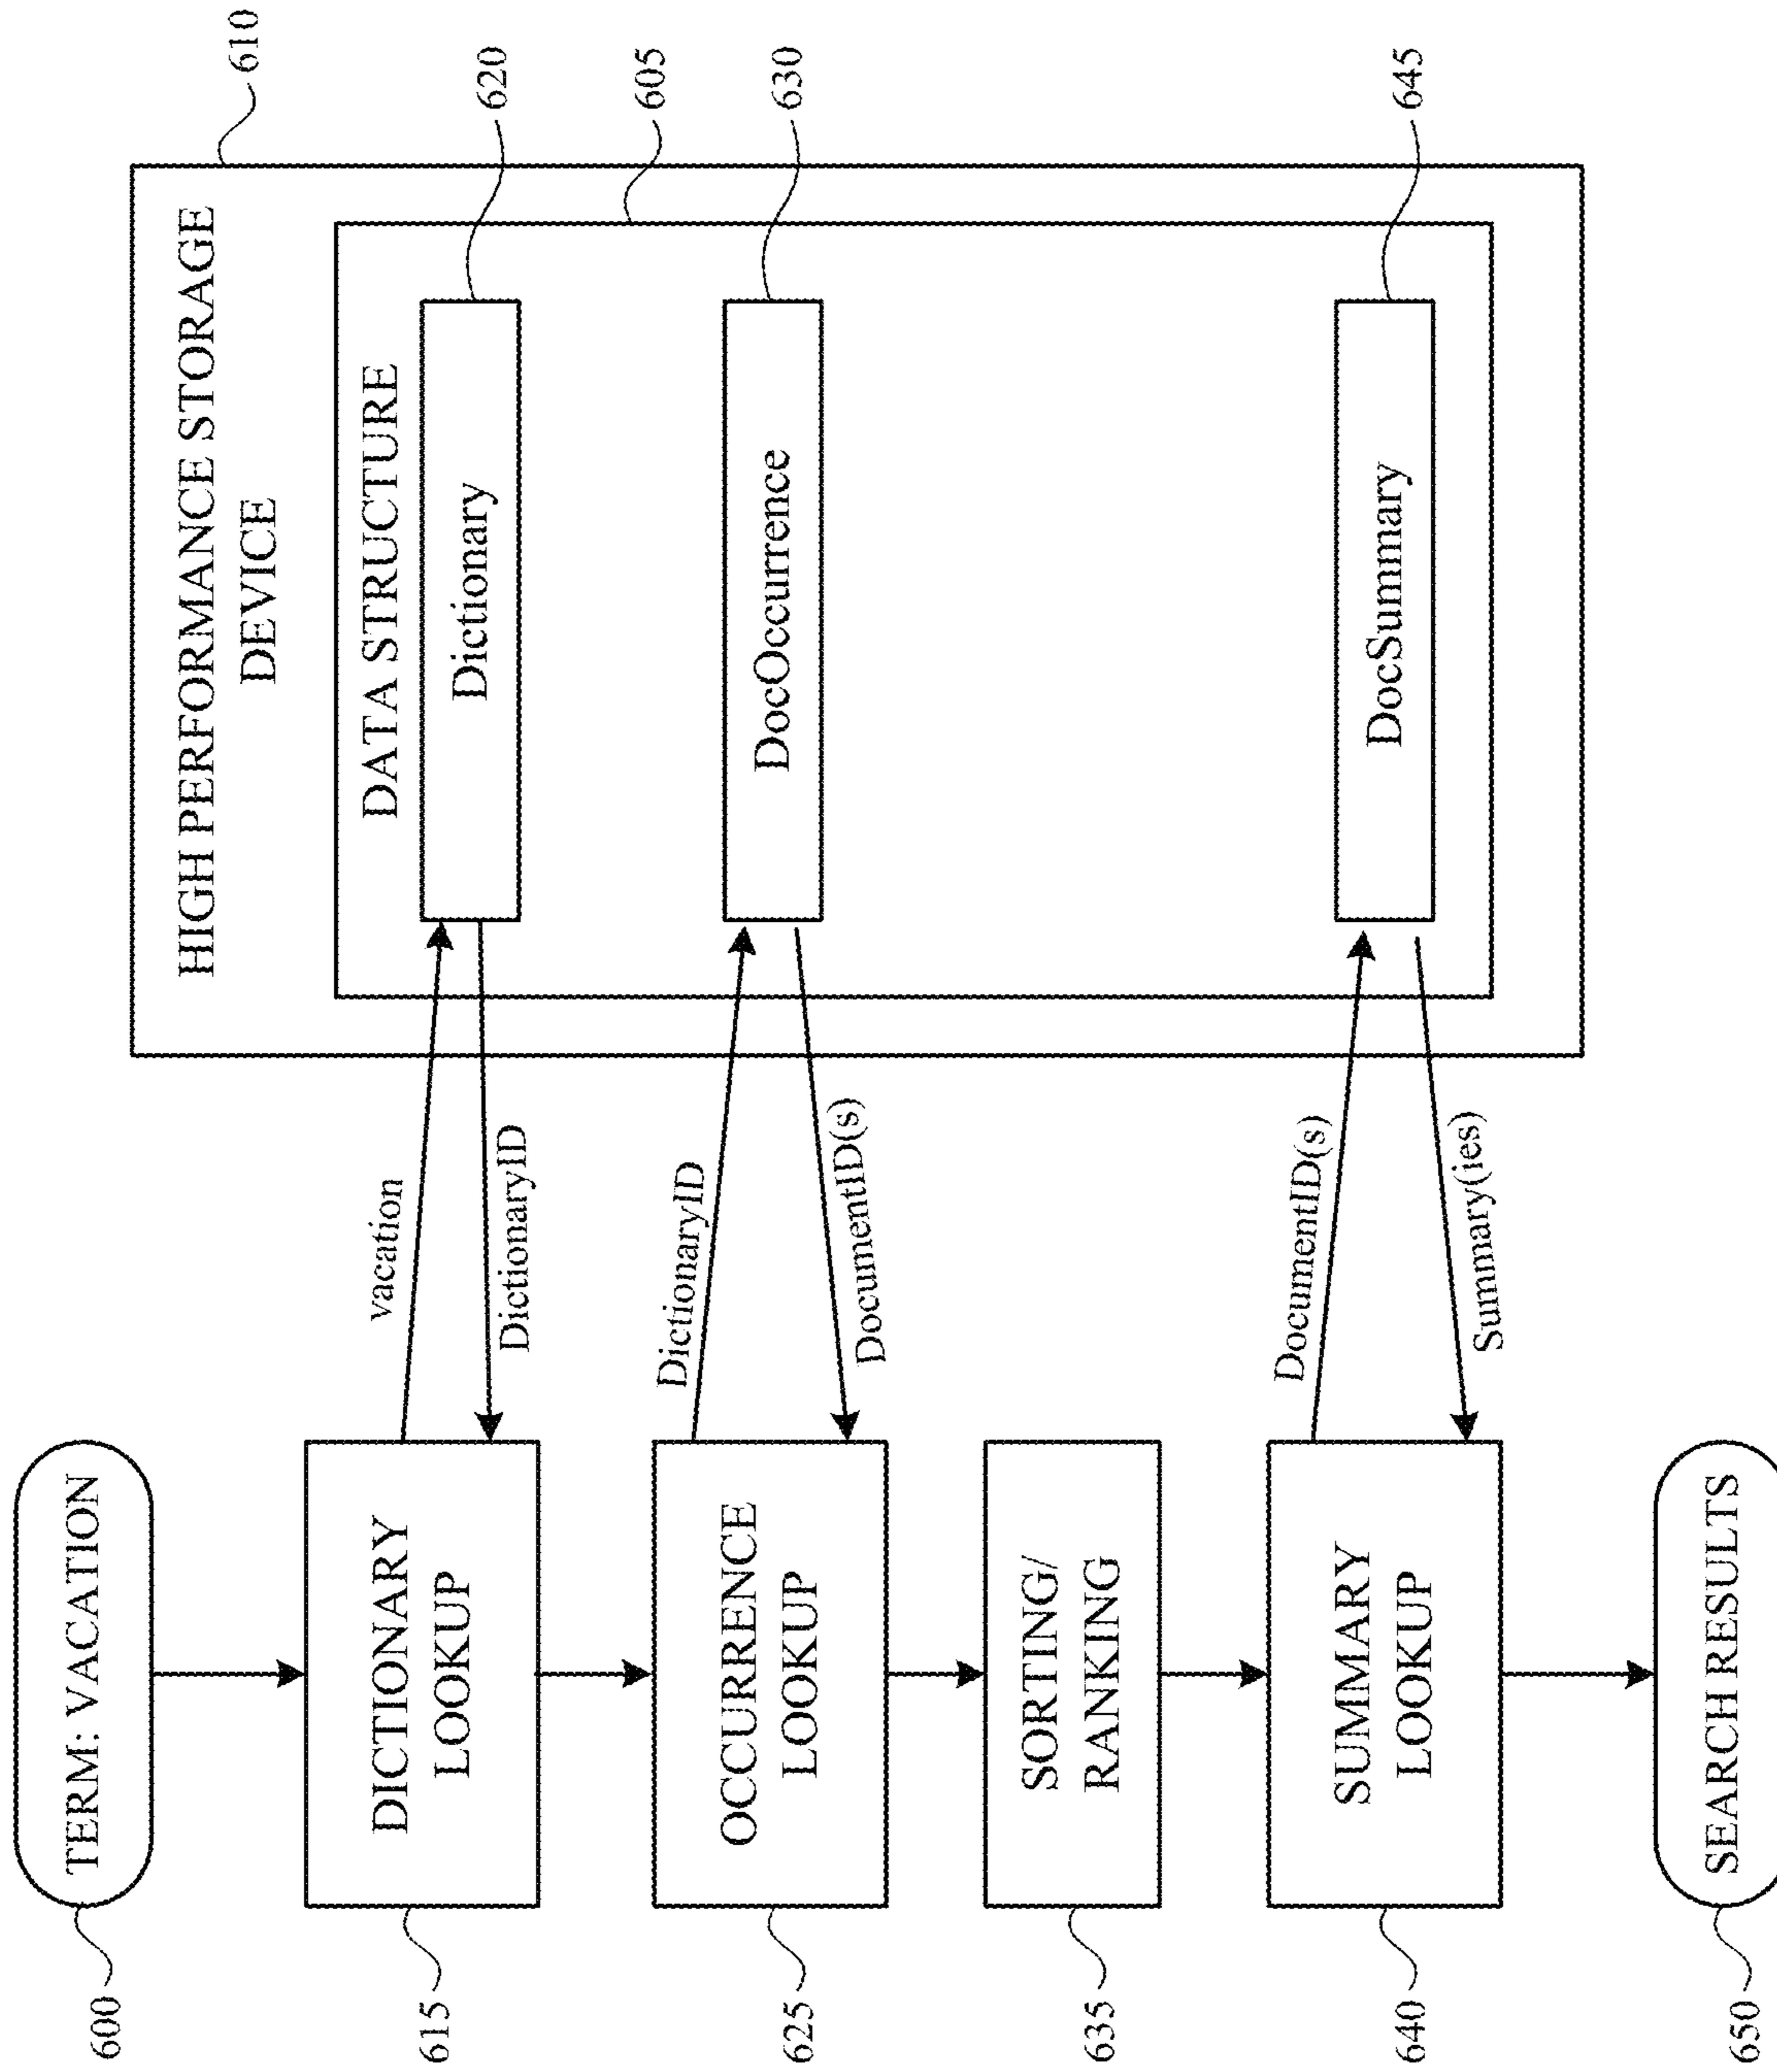 TERM: VACATION
600
DICTIONARY
LOOKUP
615
OCCURRENCE
LOOKUP
625
SORTING/
RANKING
635
SUMMARY
LOOKUP
640
SEARCH RESULTS
650
vacation
DictionaryID
DictionaryID
DocumentID(s)
DocumentID(s)
Summary(ies)
HIGH PERFORMANCE STORAGE
DEVICE
610
DATA STRUCTURE
605
Dictionary
620
DocOccurrence
630
DocSummary
645